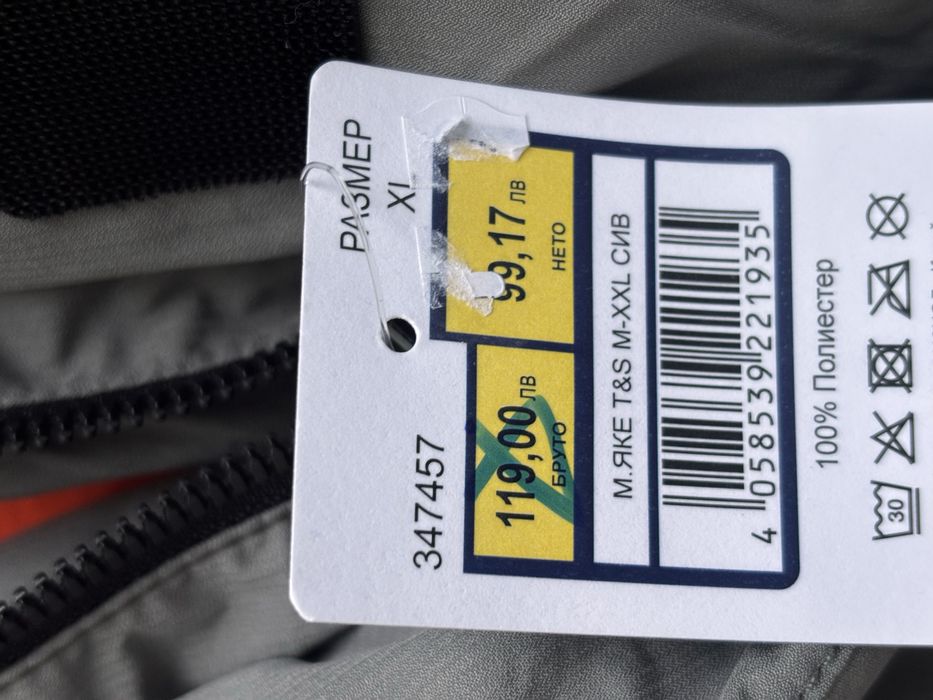 РАЗМЕР
XL
347457
99,17 ЛВ
НЕТО
119,00 ЛВ
БРУТО
М.ЯКЕ T&S M-XXL СИВ
4 058539 221935
100% Полиестер
30